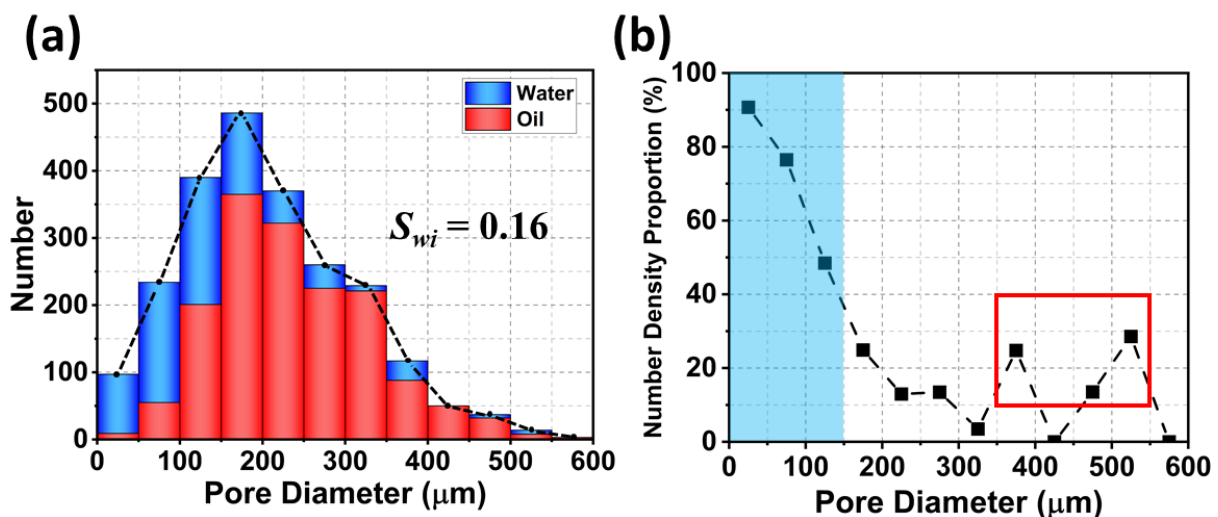 (a)
Number
500
400
300
200
100
0
0 100 200 300 400 500 600
Pore Diameter (μm)
Water
Oil
S_wi = 0.16
(b)
Number Density Proportion (%)
100
80
60
40
20
0
0 100 200 300 400 500 600
Pore Diameter (μm)